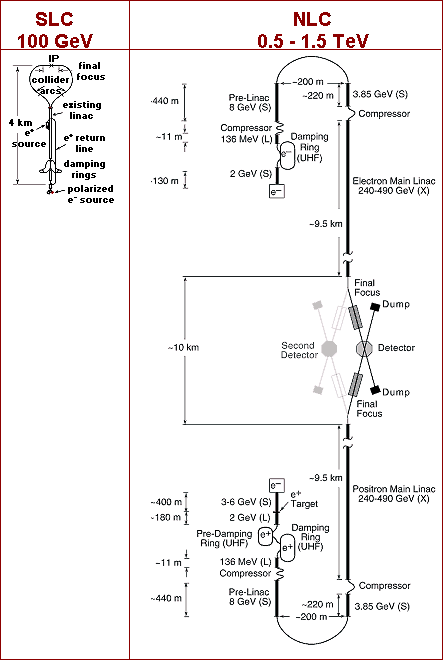 SLC
100 GeV
NLC
0.5 - 1.5 TeV
IP
final
focus
collider
arcs
existing
linac
4 km
e+
source
e+ return
line
damping
rings
polarized
e− source
~200 m
~220 m
3.85 GeV (S)
-440 m
Pre-Linac
8 GeV (S)
Compressor
Compressor
136 MeV (L)
~11 m
Damping
Ring
(UHF)
e−
2 GeV (S)
-130 m
e−
Electron Main Linac
240-490 GeV (X)
~9.5 km
Final
Focus
Dump
Second
Detector
Detector
~10 km
Dump
Final
Focus
~9.5 km
Positron Main Linac
240-490 GeV (X)
e−
~400 m
3-6 GeV (S)
e+
Target
~180 m
2 GeV (L)
Pre-Damping
Ring (UHF)
e+
Damping
Ring
(UHF)
e+
~11 m
136 MeV (L)
Compressor
Compressor
Pre-Linac
8 GeV (S)
~440 m
~220 m
3.85 GeV (S)
~200 m